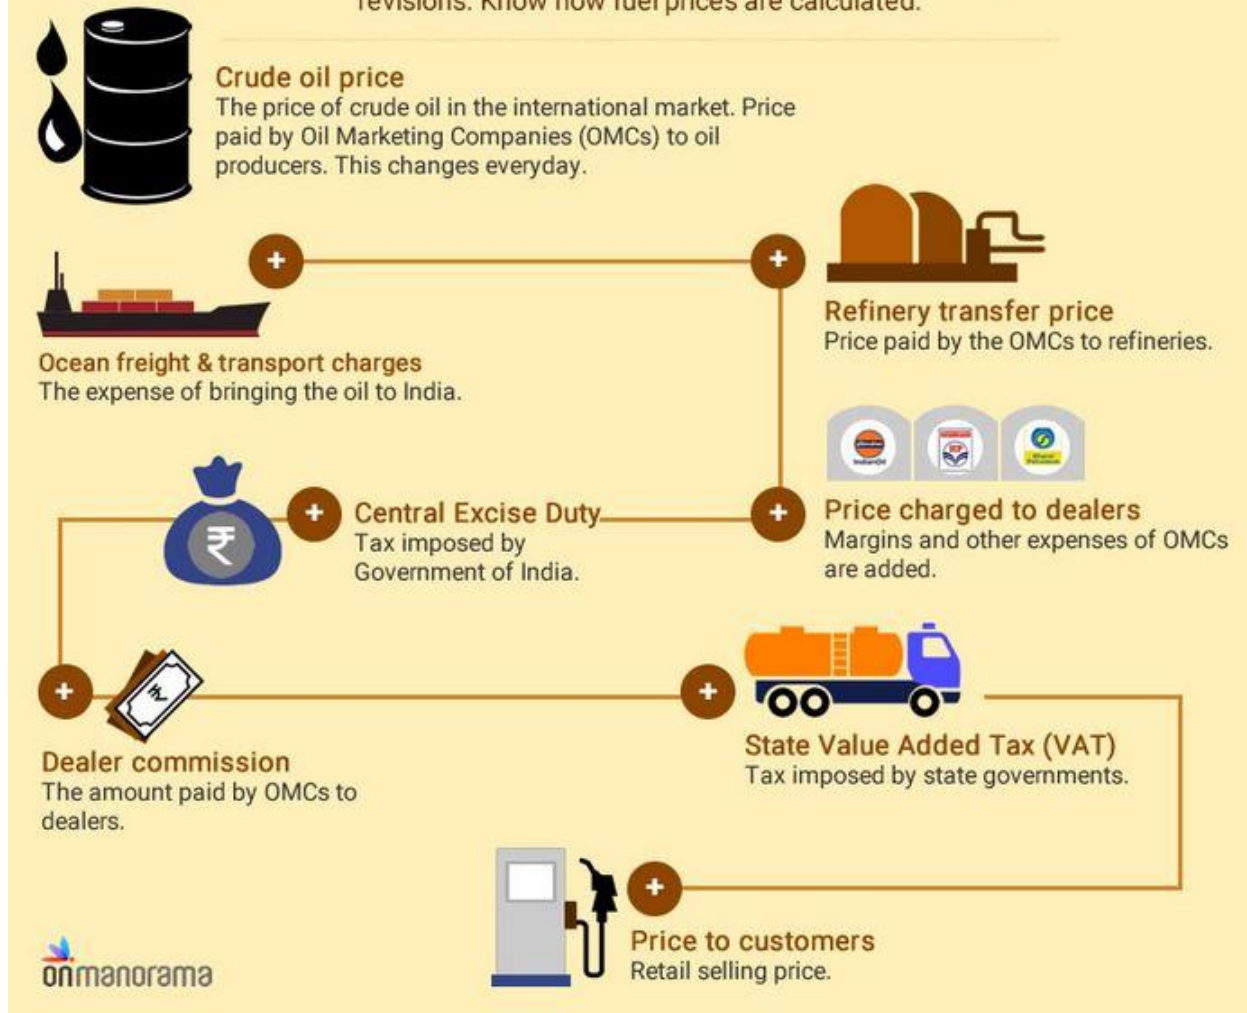 revisions. Know how fuel prices are calculated.
Crude oil price
The price of crude oil in the international market. Price
paid by Oil Marketing Companies (OMCs) to oil
producers. This changes everyday.
Ocean freight & transport charges
The expense of bringing the oil to India.
Refinery transfer price
Price paid by the OMCs to refineries.
IndianOil
HP
Bharat
Petroleum
Price charged to dealers
Margins and other expenses of OMCs
are added.
₹
Central Excise Duty
Tax imposed by
Government of India.
₹
Dealer commission
The amount paid by OMCs to
dealers.
State Value Added Tax (VAT)
Tax imposed by state governments.
Price to customers
Retail selling price.
onmanorama